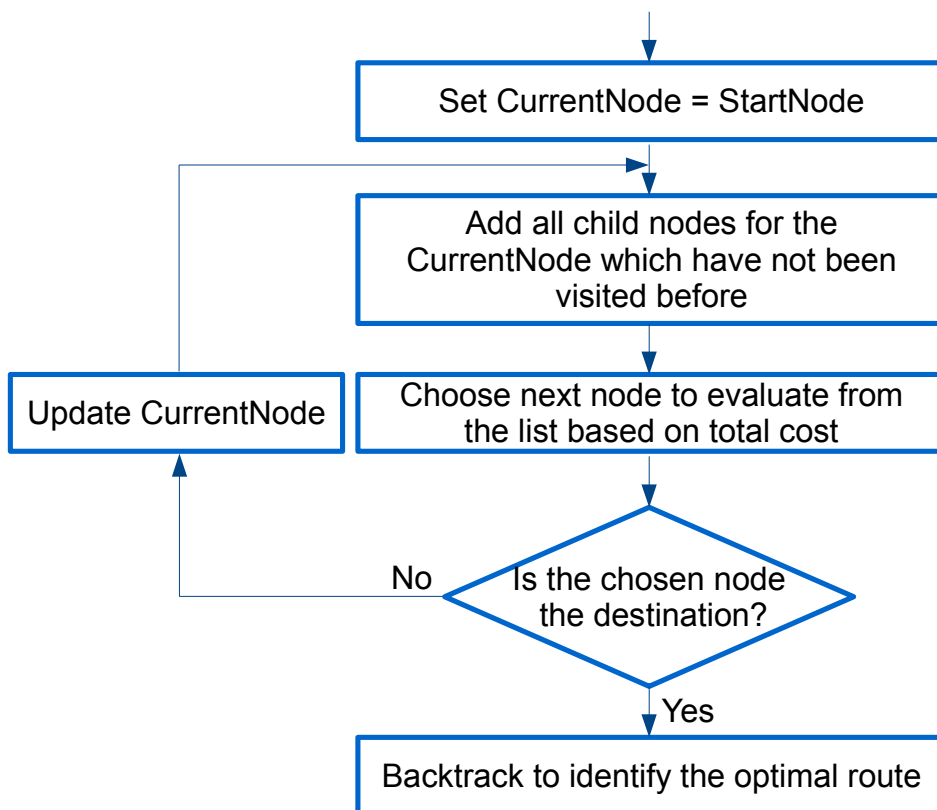 Set CurrentNode = StartNode
Add all child nodes for the
CurrentNode which have not been
visited before
Update CurrentNode
Choose next node to evaluate from
the list based on total cost
No
Is the chosen node
the destination?
Yes
Backtrack to identify the optimal route